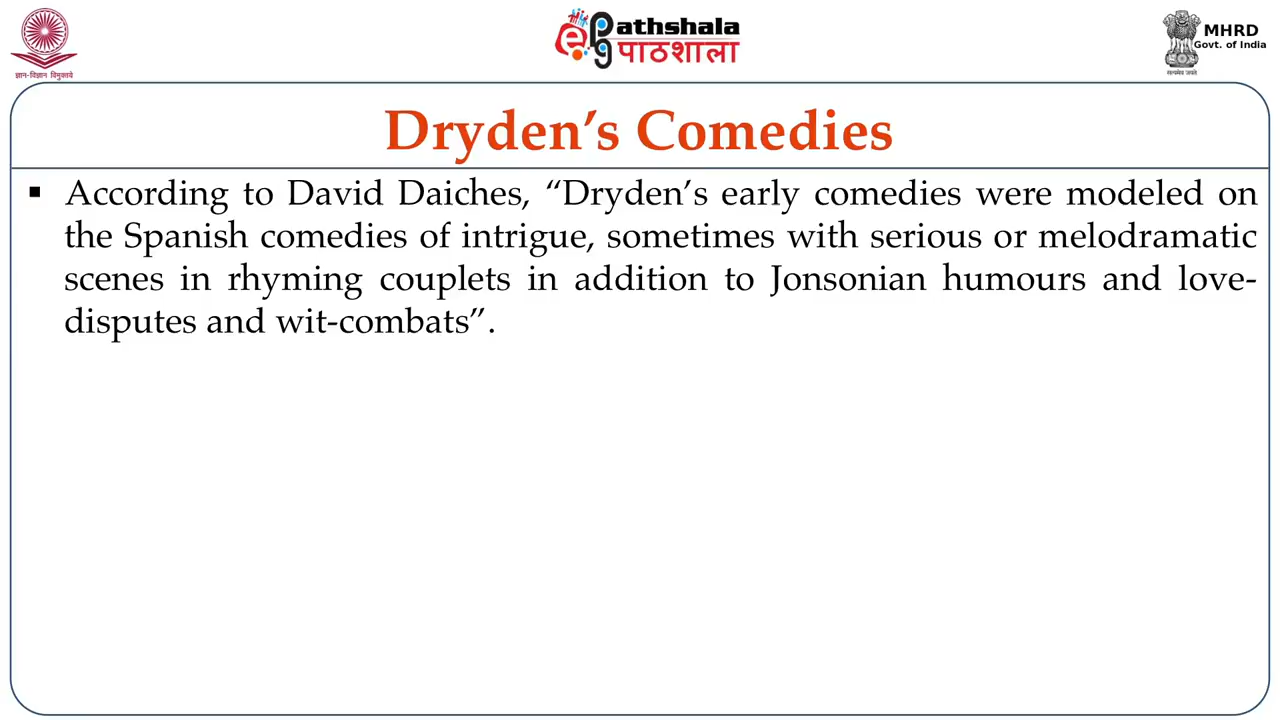 ज्ञान-विज्ञान विमुक्तये
ePG Pathshala
पाठशाला
MHRD
Govt. of India
सत्यमेव जयते
Dryden’s Comedies
▪ According to David Daiches, “Dryden’s early comedies were modeled on
the Spanish comedies of intrigue, sometimes with serious or melodramatic
scenes in rhyming couplets in addition to Jonsonian humours and love-
disputes and wit-combats”.